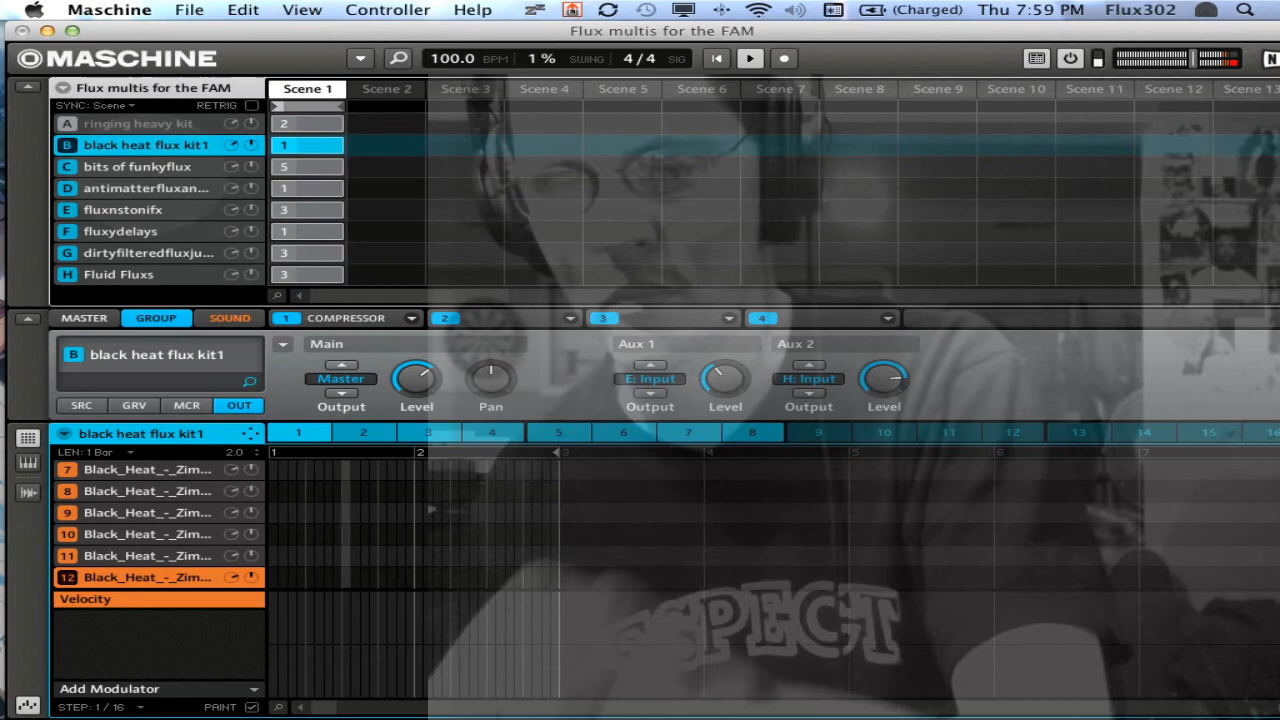 Maschine File Edit View Controller Help (Charged) Thu 7:59 PM Flux302
Flux multis for the FAM
MASCHINE 100.0 BPM 1 % SWING 4/4 SIG N
Flux multis for the FAM Scene 1 Scene 2 Scene 3 Scene 4 Scene 5 Scene 6 Scene 7 Scene 8 Scene 9 Scene 10 Scene 11 Scene 12 Scene 13
SYNC: Scene RETRIG
A ringing heavy kit 2
B black heat flux kit1 1
C bits of funkyflux 5
D antimatterfluxan... 1
E fluxnstonifx 3
F fluxydelays 1
G dirtyfilteredfluxju... 3
H Fluid Fluxs 3
MASTER GROUP SOUND 1 COMPRESSOR 2 3 4
B black heat flux kit1 Main Aux 1 Aux 2
Master E: Input H: Input
SRC GRV MCR OUT Output Level Pan Output Level Output Level
black heat flux kit1 1 2 3 4 5 6 7 8 9 10 11 12 13 14 15 16
LEN: 1 Bar 2.0 1 2 3 4 5 6 7
7 Black_Heat_-_Zim...
8 Black_Heat_-_Zim...
9 Black_Heat_-_Zim...
10 Black_Heat_-_Zim...
11 Black_Heat_-_Zim...
12 Black_Heat_-_Zim...
Velocity
SPECT
Add Modulator
STEP: 1 / 16 PAINT